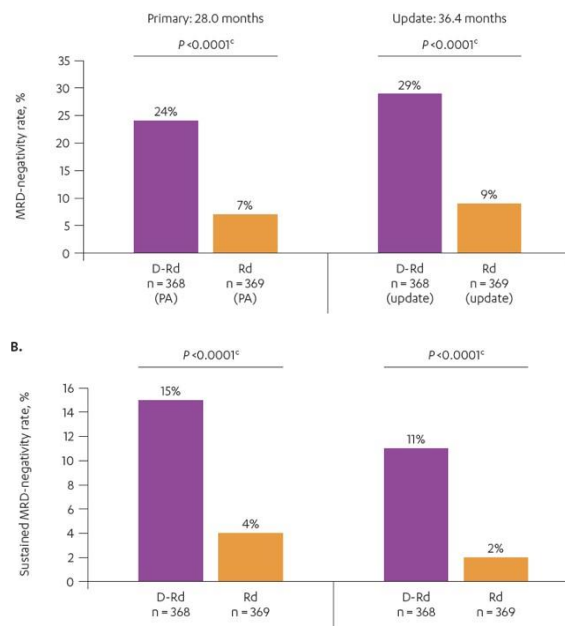 Primary: 28.0 months
Update: 36.4 months
P <0.0001ᶜ
P <0.0001ᶜ
MRD-negativity rate, %
35
30
25
20
15
10
5
0
24%
7%
29%
9%
D-Rd
n = 368
(PA)
Rd
n = 369
(PA)
D-Rd
n = 368
(update)
Rd
n = 369
(update)
B.
P <0.0001ᶜ
P <0.0001ᶜ
Sustained MRD-negativity rate, %
16
14
12
10
8
6
4
2
0
15%
4%
11%
2%
D-Rd
n = 368
Rd
n = 369
D-Rd
n = 368
Rd
n = 369